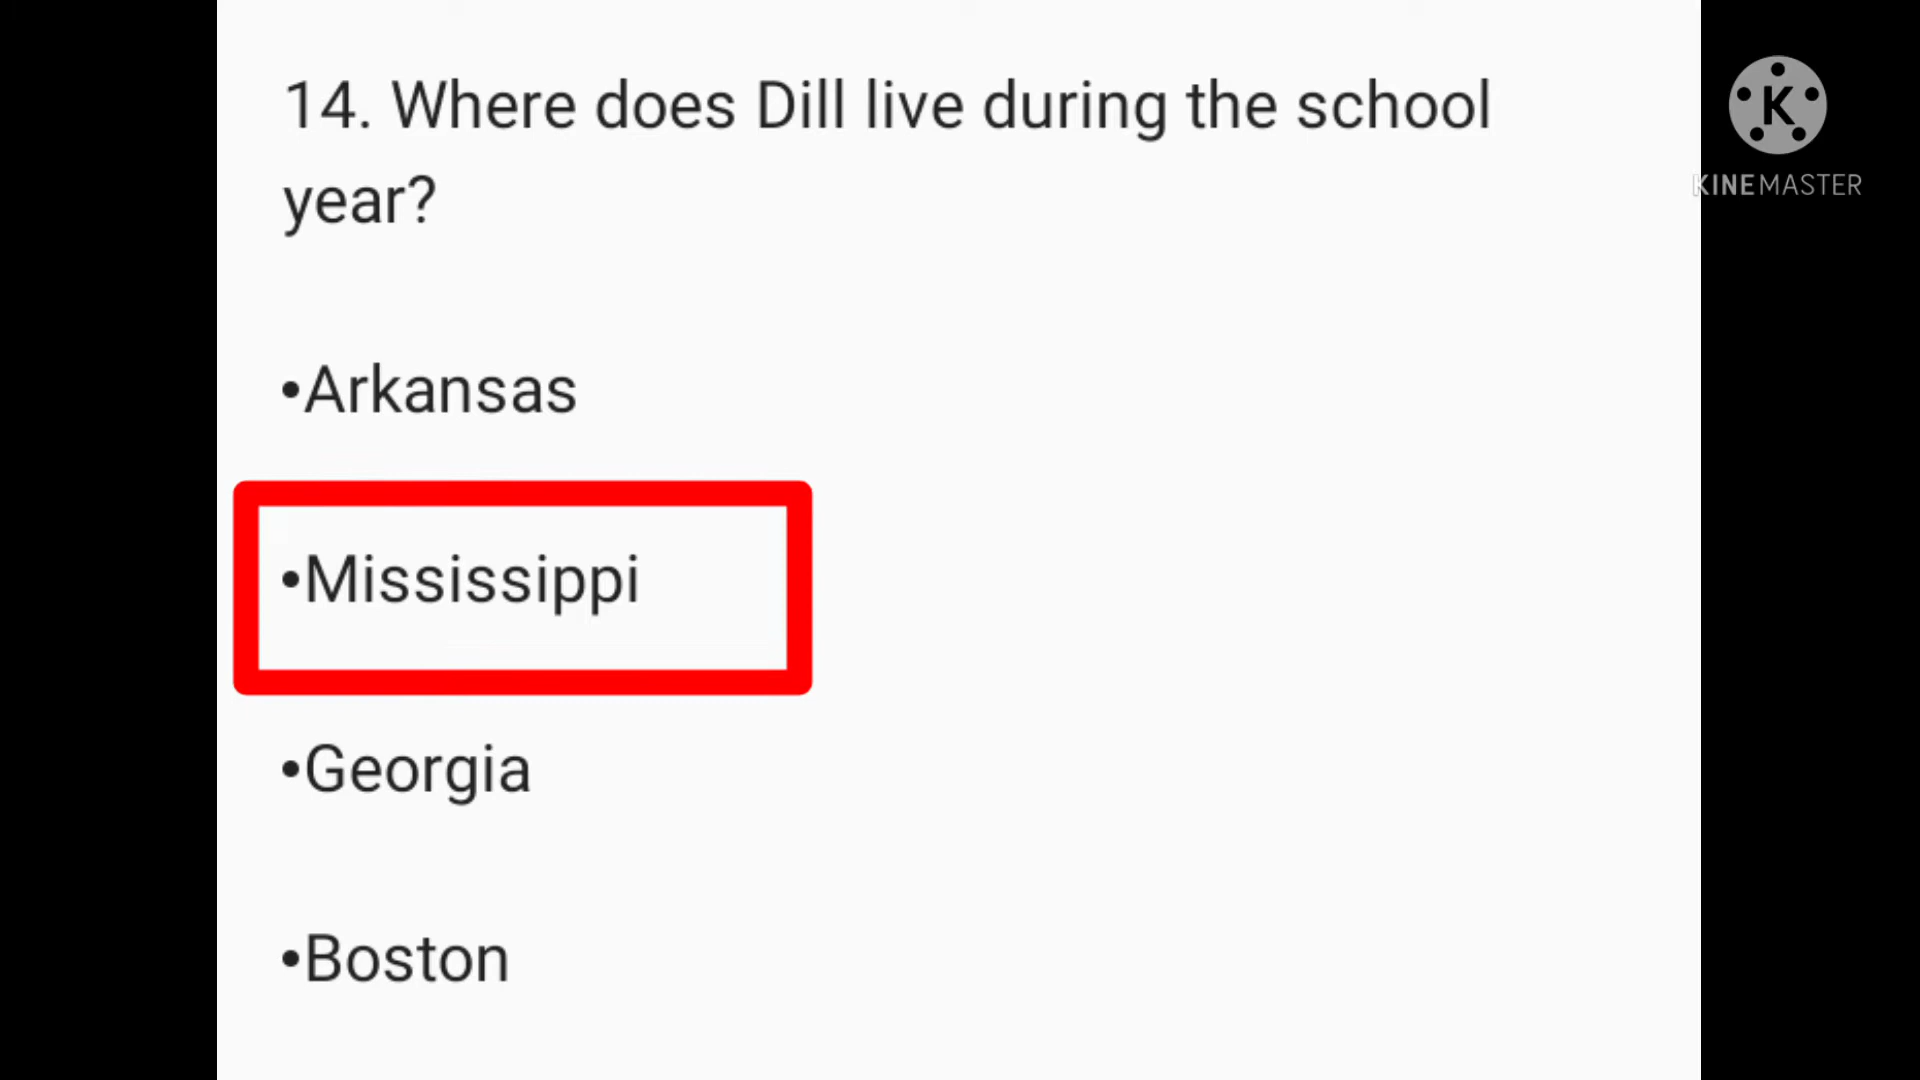 14. Where does Dill live during the school
year?
•Arkansas
•Mississippi
•Georgia
•Boston
K
KINEMASTER